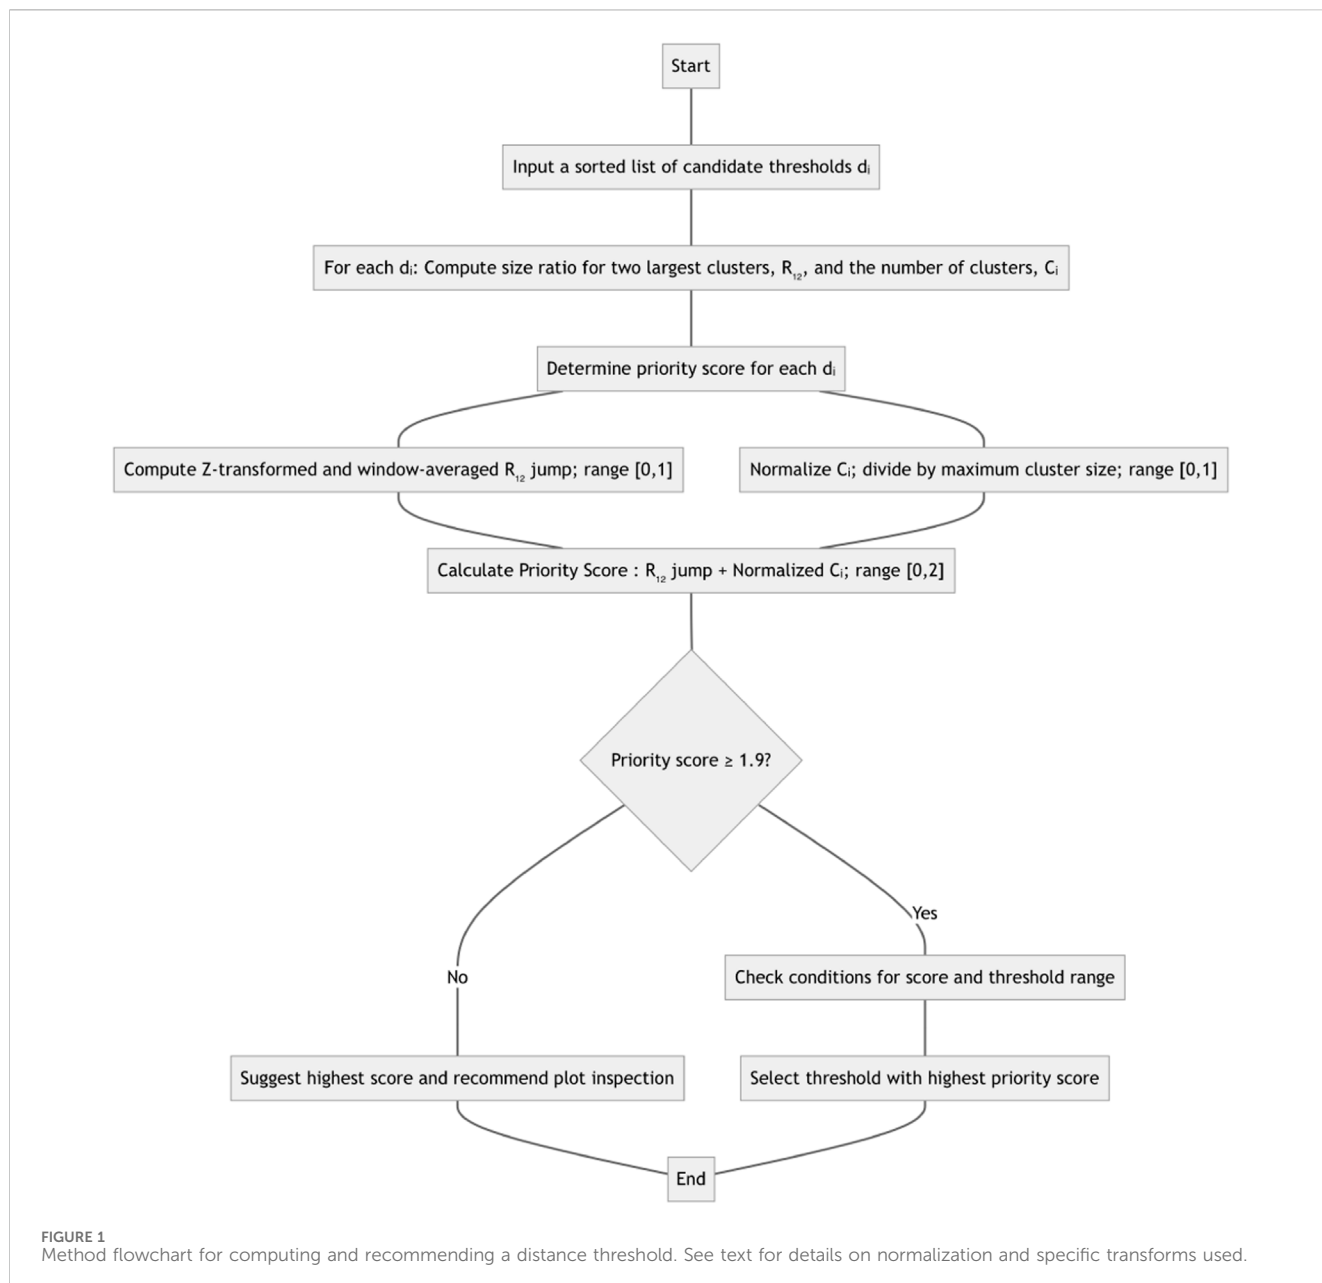 Start
Input a sorted list of candidate thresholds dᵢ
For each dᵢ: Compute size ratio for two largest clusters, R₁₂, and the number of clusters, Cᵢ
Determine priority score for each dᵢ
Compute Z-transformed and window-averaged R₁₂ jump; range [0,1]
Normalize Cᵢ; divide by maximum cluster size; range [0,1]
Calculate Priority Score : R₁₂ jump + Normalized Cᵢ; range [0,2]
Priority score ≥ 1.9?
Yes
No
Check conditions for score and threshold range
Suggest highest score and recommend plot inspection
Select threshold with highest priority score
End
FIGURE 1
Method flowchart for computing and recommending a distance threshold. See text for details on normalization and specific transforms used.